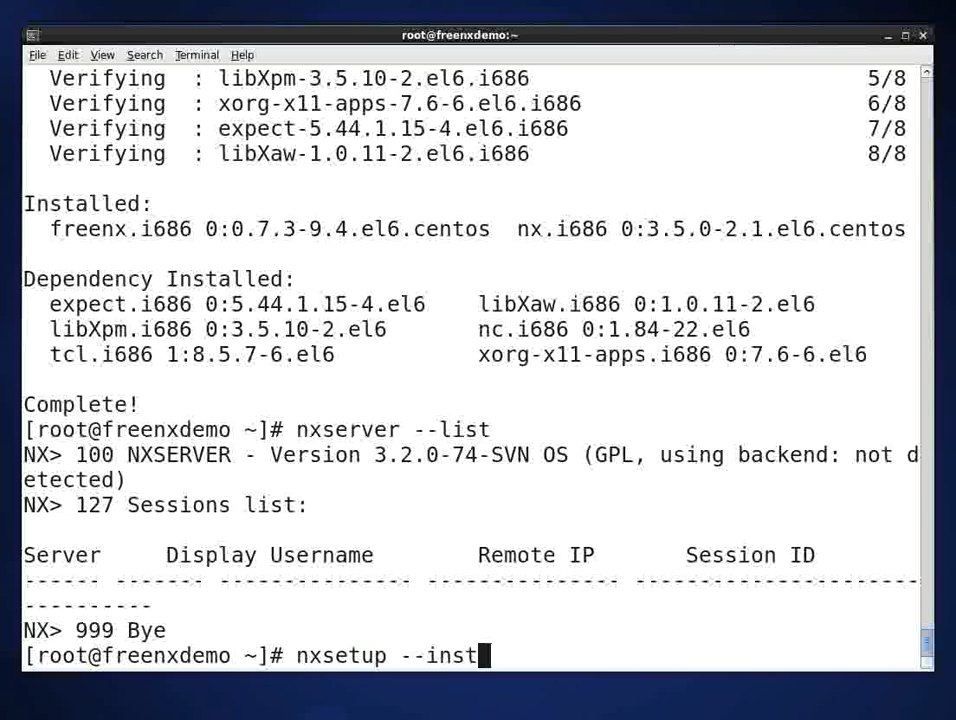 root@freenxdemo:~
File Edit View Search Terminal Help
Verifying : libXpm-3.5.10-2.el6.i686 5/8
Verifying : xorg-x11-apps-7.6-6.el6.i686 6/8
Verifying : expect-5.44.1.15-4.el6.i686 7/8
Verifying : libXaw-1.0.11-2.el6.i686 8/8
Installed:
freenx.i686 0:0.7.3-9.4.el6.centos nx.i686 0:3.5.0-2.1.el6.centos
Dependency Installed:
expect.i686 0:5.44.1.15-4.el6 libXaw.i686 0:1.0.11-2.el6
libXpm.i686 0:3.5.10-2.el6 nc.i686 0:1.84-22.el6
tcl.i686 1:8.5.7-6.el6 xorg-x11-apps.i686 0:7.6-6.el6
Complete!
[root@freenxdemo ~]# nxserver --list
NX> 100 NXSERVER - Version 3.2.0-74-SVN OS (GPL, using backend: not d
etected)
NX> 127 Sessions list:
Server Display Username Remote IP Session ID
------ ------- --------------- --------------- ----------------------
----------
NX> 999 Bye
[root@freenxdemo ~]# nxsetup --inst